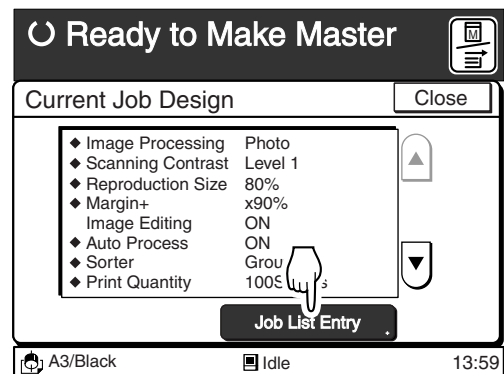 Ready to Make Master
M
Current Job Design Close
◆ Image Processing Photo
◆ Scanning Contrast Level 1
◆ Reproduction Size 80%
◆ Margin+ x90%
Image Editing ON
◆ Auto Process ON
◆ Sorter
◆ Print Quantity
Job List Entry
A3/Black Idle 13:59